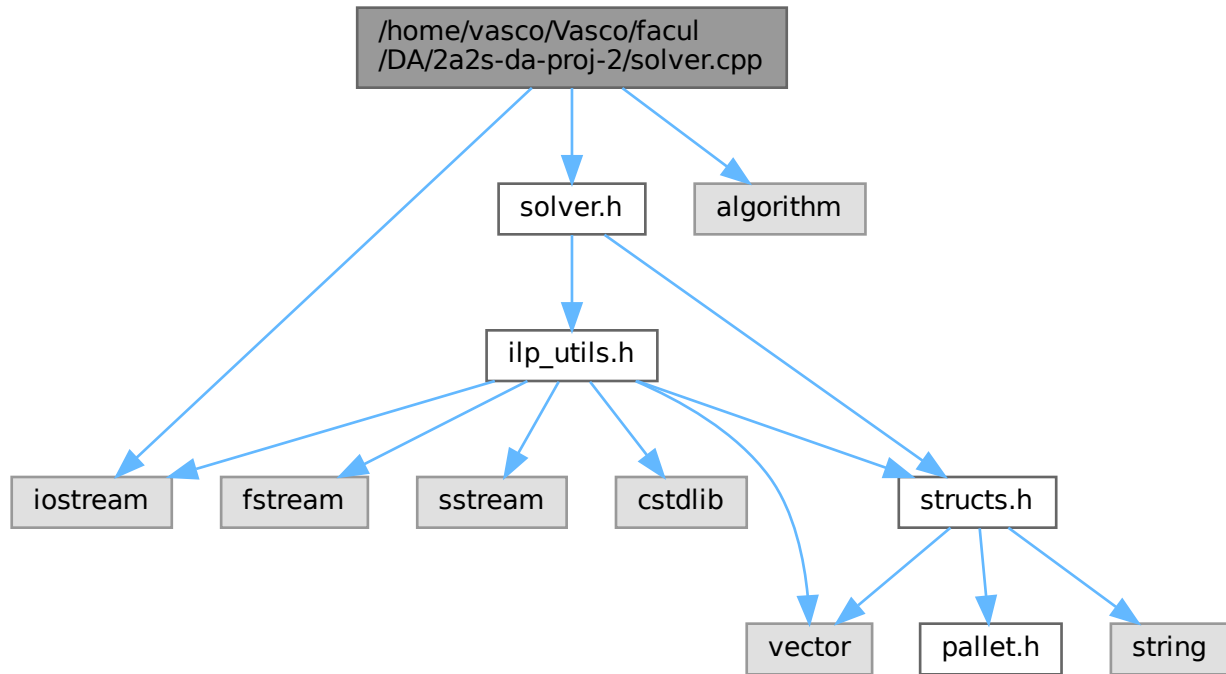 /home/vasco/Vasco/facul
/DA/2a2s-da-proj-2/solver.cpp
solver.h
algorithm
ilp_utils.h
iostream
fstream
sstream
cstdlib
structs.h
vector
pallet.h
string